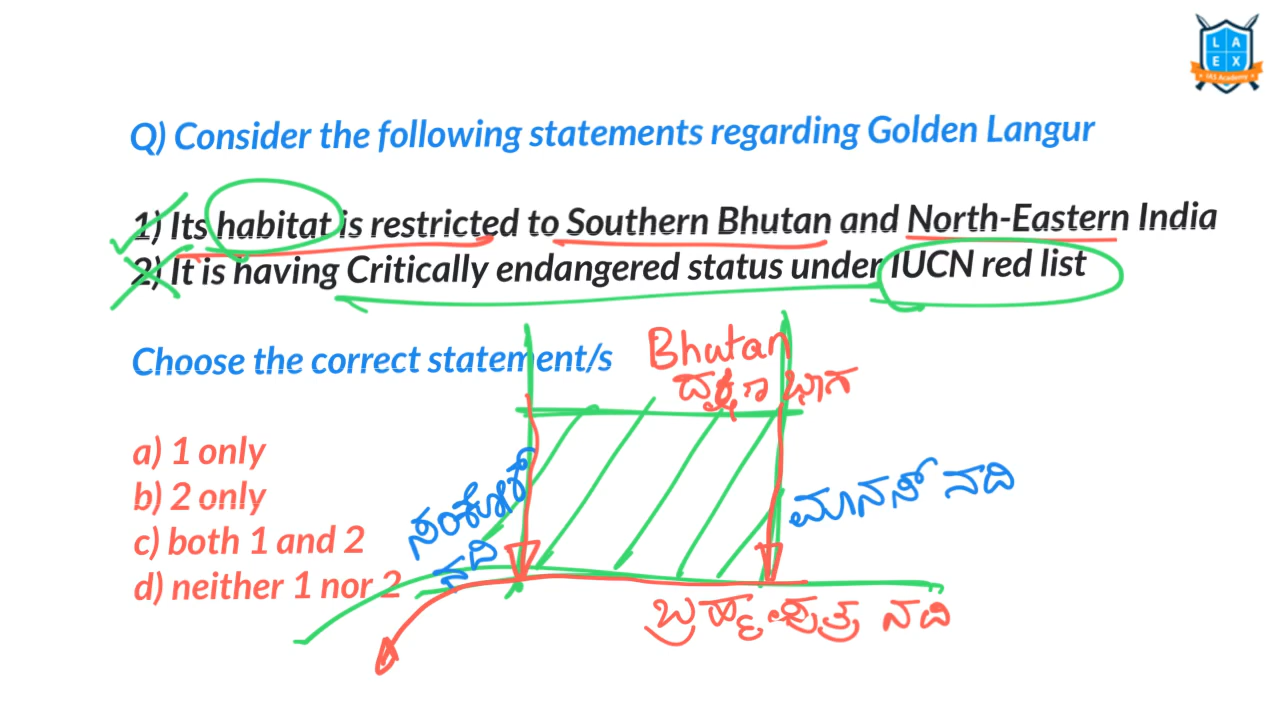 L A
E X
IAS Academy
Q) Consider the following statements regarding Golden Langur
1) Its habitat is restricted to Southern Bhutan and North-Eastern India
2) It is having Critically endangered status under IUCN red list
Choose the correct statement/s
Bhutan
ದಕ್ಷಿಣ ಭಾಗ
a) 1 only
b) 2 only
c) both 1 and 2
d) neither 1 nor 2
ಸಂಕೋಶ್
ನದಿ
ಮಾನಸ್ ನದಿ
ಬ್ರಹ್ಮಪುತ್ರ ನದಿ